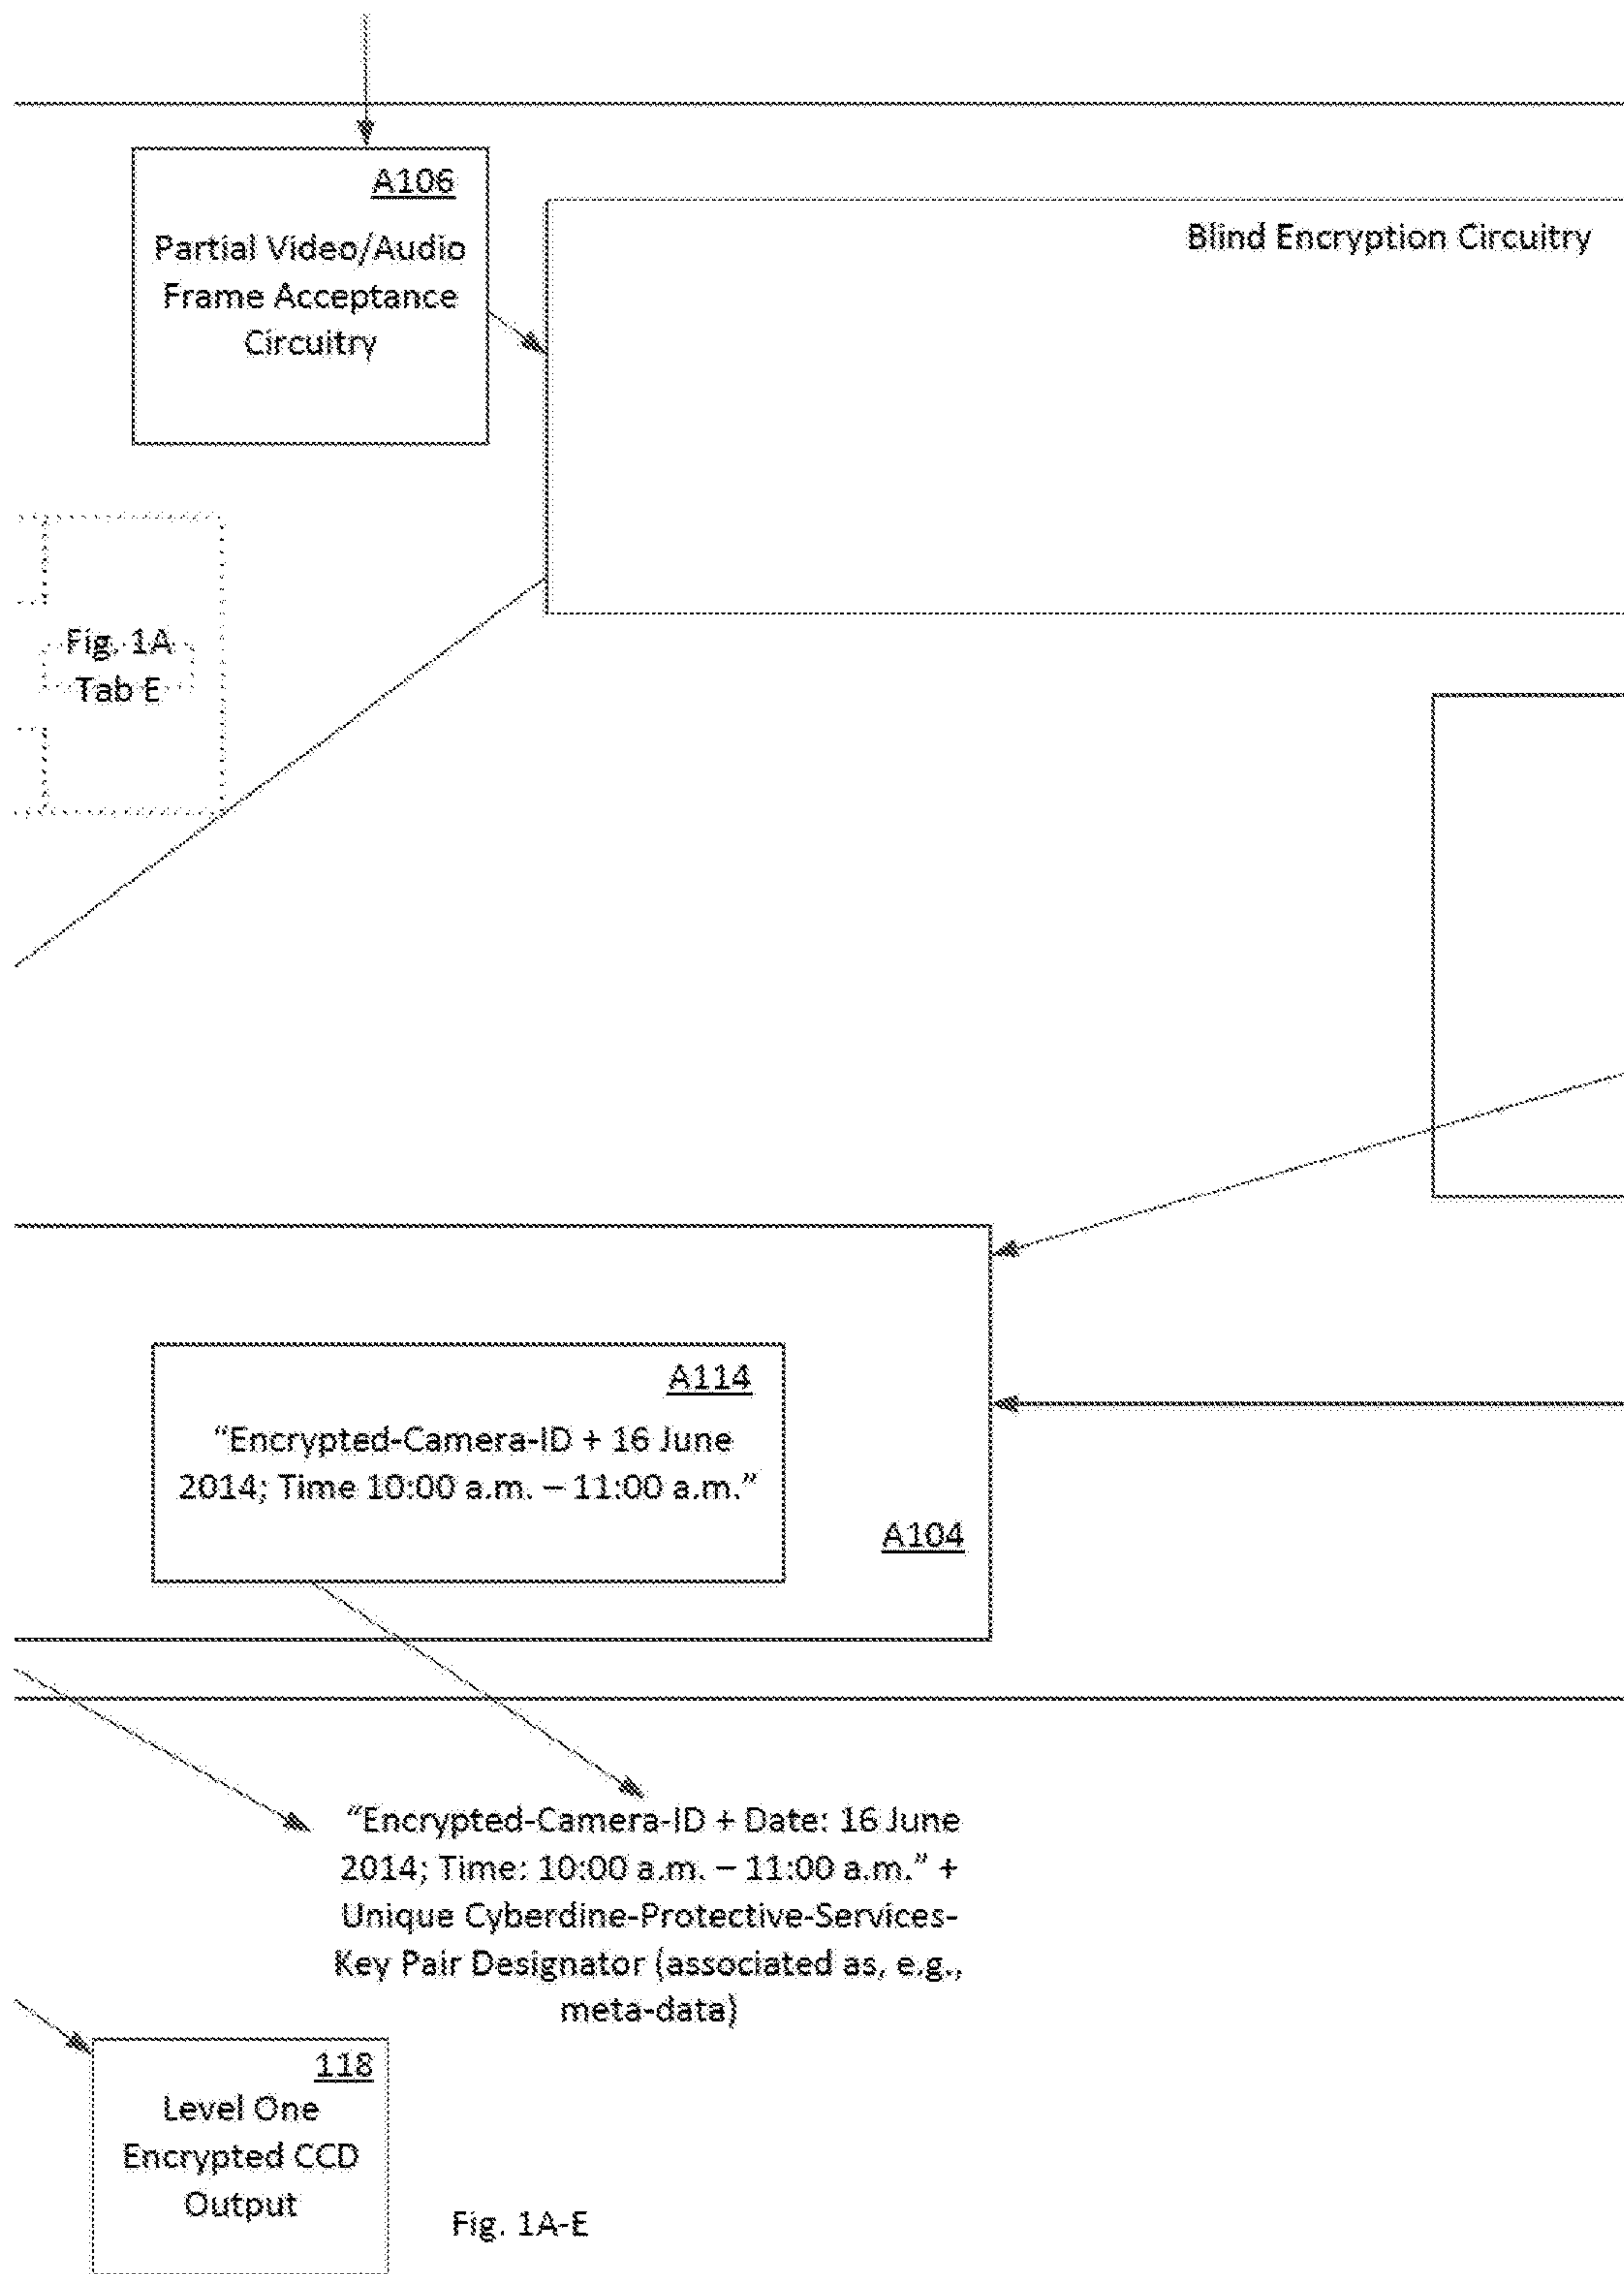 A106
Partial Video/Audio
Frame Acceptance
Circuitry
Blind Encryption Circuitry
Fig. 1A
Tab E
A114
“Encrypted-Camera-ID + 16 June
2014; Time 10:00 a.m. – 11:00 a.m.”
A104
“Encrypted-Camera-ID + Date: 16 June
2014; Time: 10:00 a.m. – 11:00 a.m.” +
Unique Cyberdine-Protective-Services-
Key Pair Designator (associated as, e.g.,
meta-data)
118
Level One
Encrypted CCD
Output
Fig. 1A-E